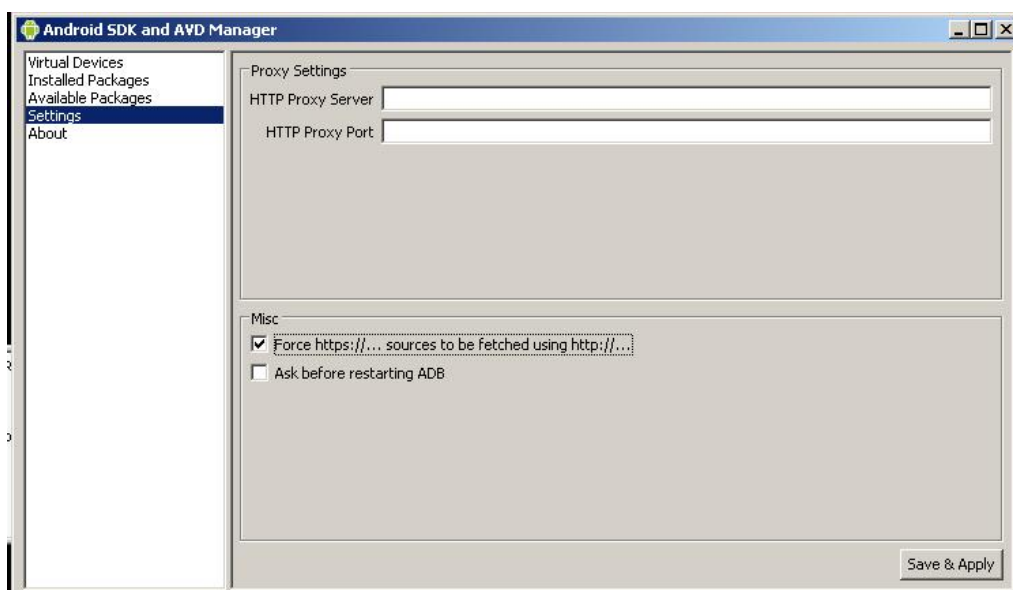 Android SDK and AVD Manager
Virtual Devices
Installed Packages
Available Packages
Settings
About
Proxy Settings
HTTP Proxy Server
HTTP Proxy Port
Misc
Force https://... sources to be fetched using http://...
Ask before restarting ADB
Save & Apply